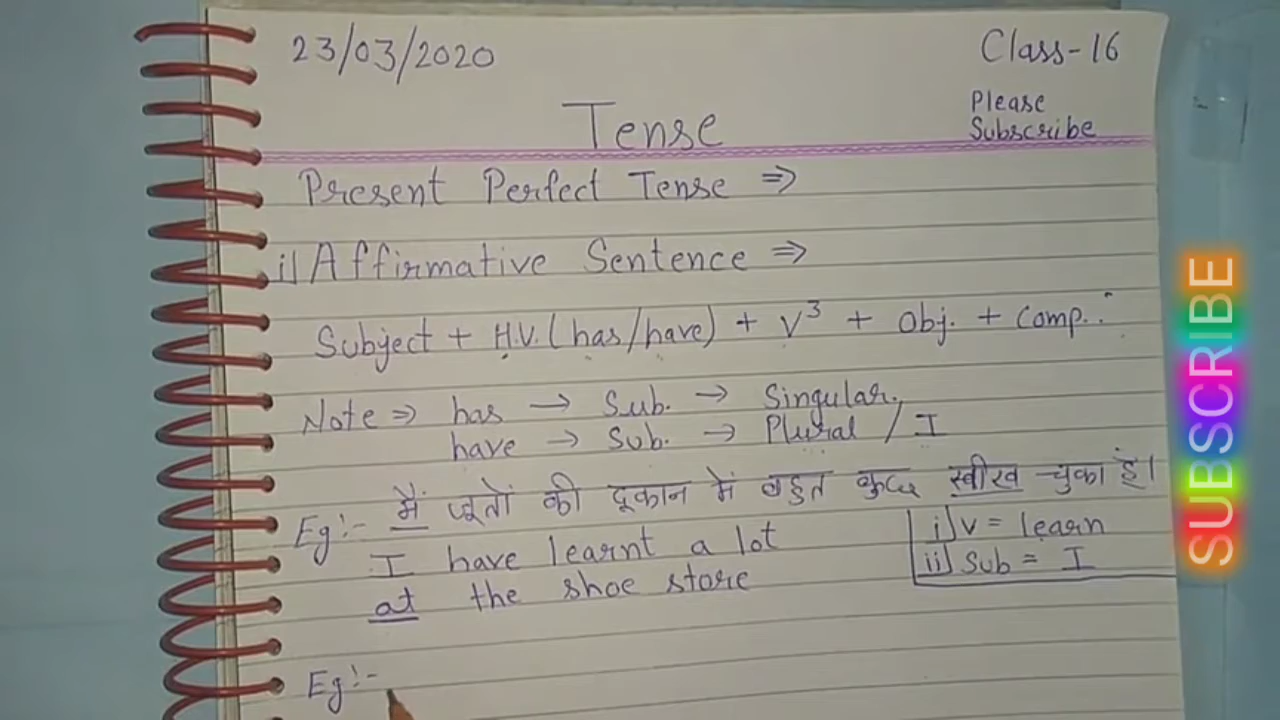 23/03/2020
Class-16
Please
Subscribe
Tense
Present Perfect Tense ⇒
i) Affirmative Sentence ⇒
Subject + H.V. (has/have) + V³ + Obj. + Comp..
Note ⇒ has → Sub. → Singular.
have → Sub. → Plural / I
Eg:- मैं जूतों की दूकान में बहुत कुछ सीख चुका हूं।
I have learnt a lot
at the shoe store
i) V = learn
ii) Sub = I
Eg:-
SUBSCRIBE